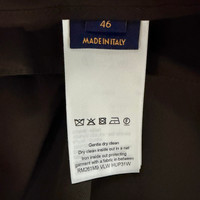 46
MADE IN ITALY
Gentle dry clean
Dry clean inside out in a net
Iron inside out protecting
garment with a fabric in between